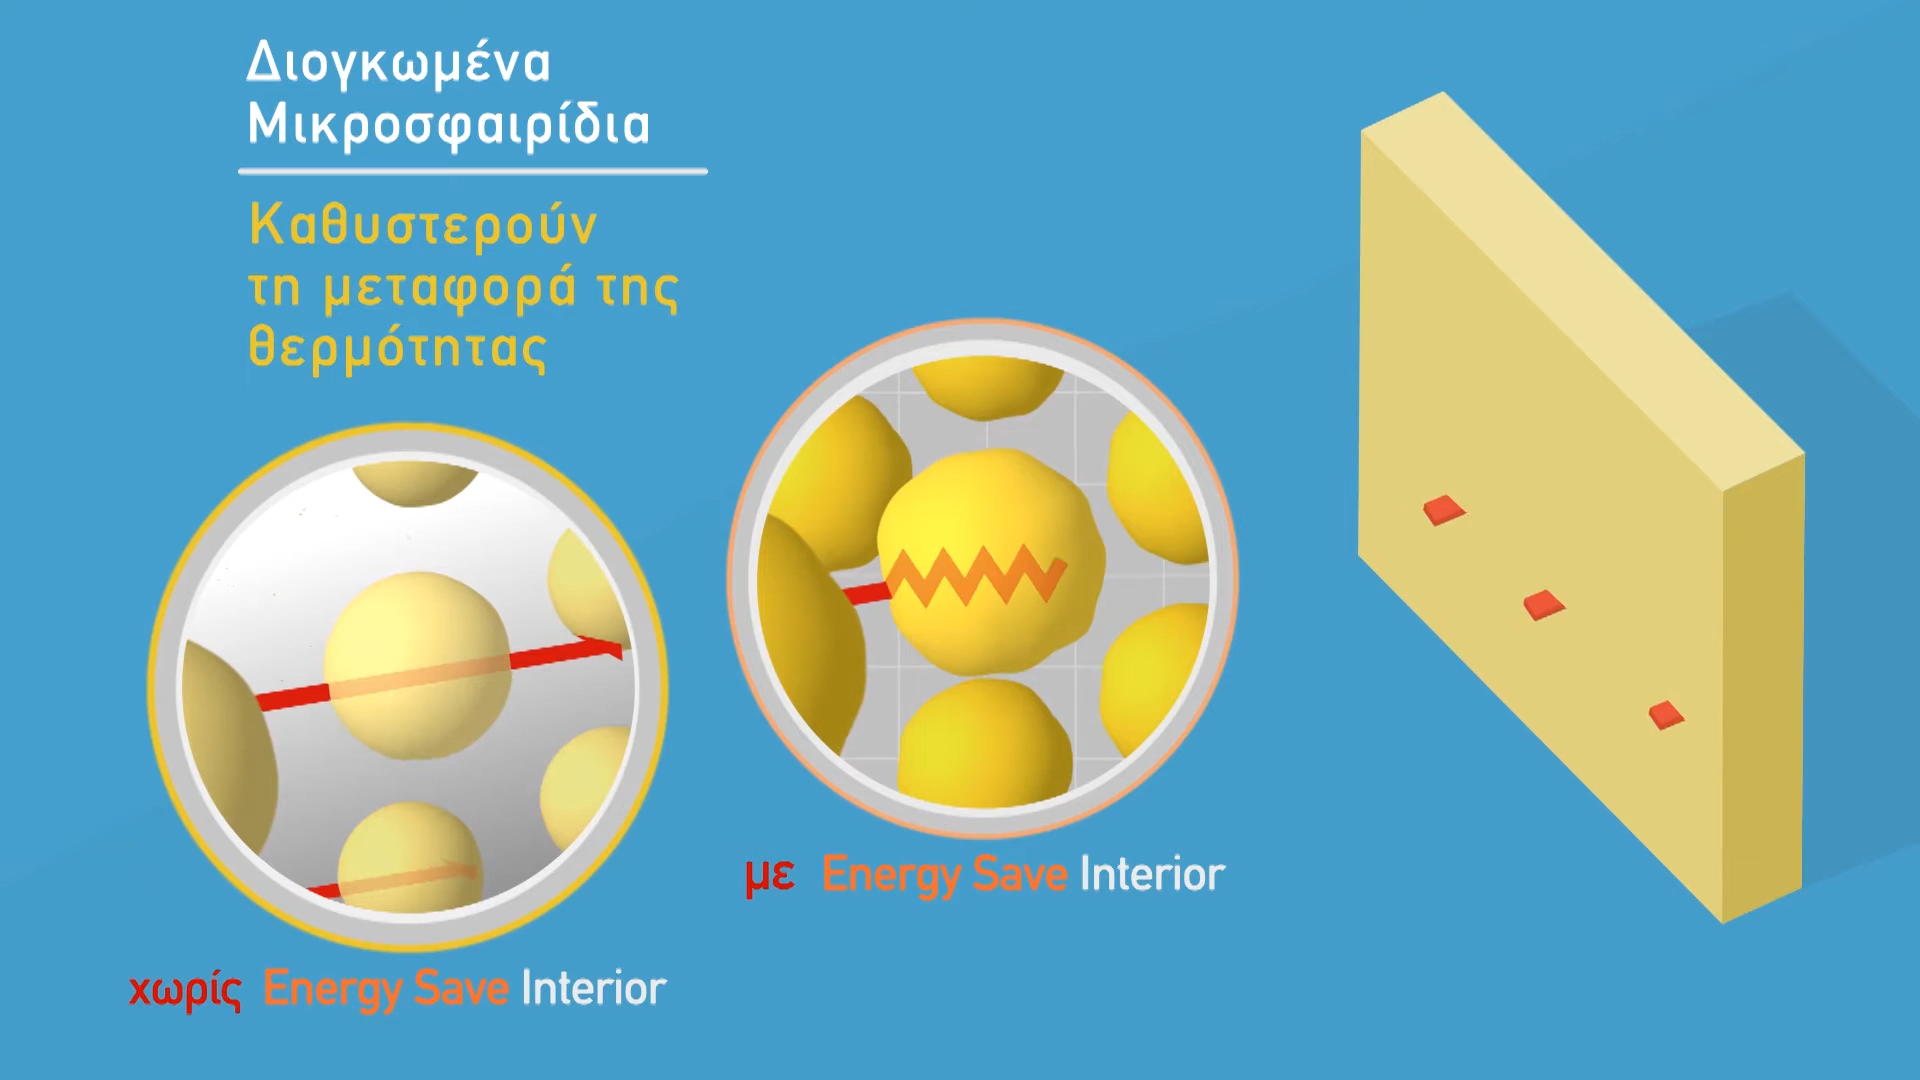 Διογκωμένα
Μικροσφαιρίδια
Καθυστερούν
τη μεταφορά της
θερμότητας
με Energy Save Interior
χωρίς Energy Save Interior